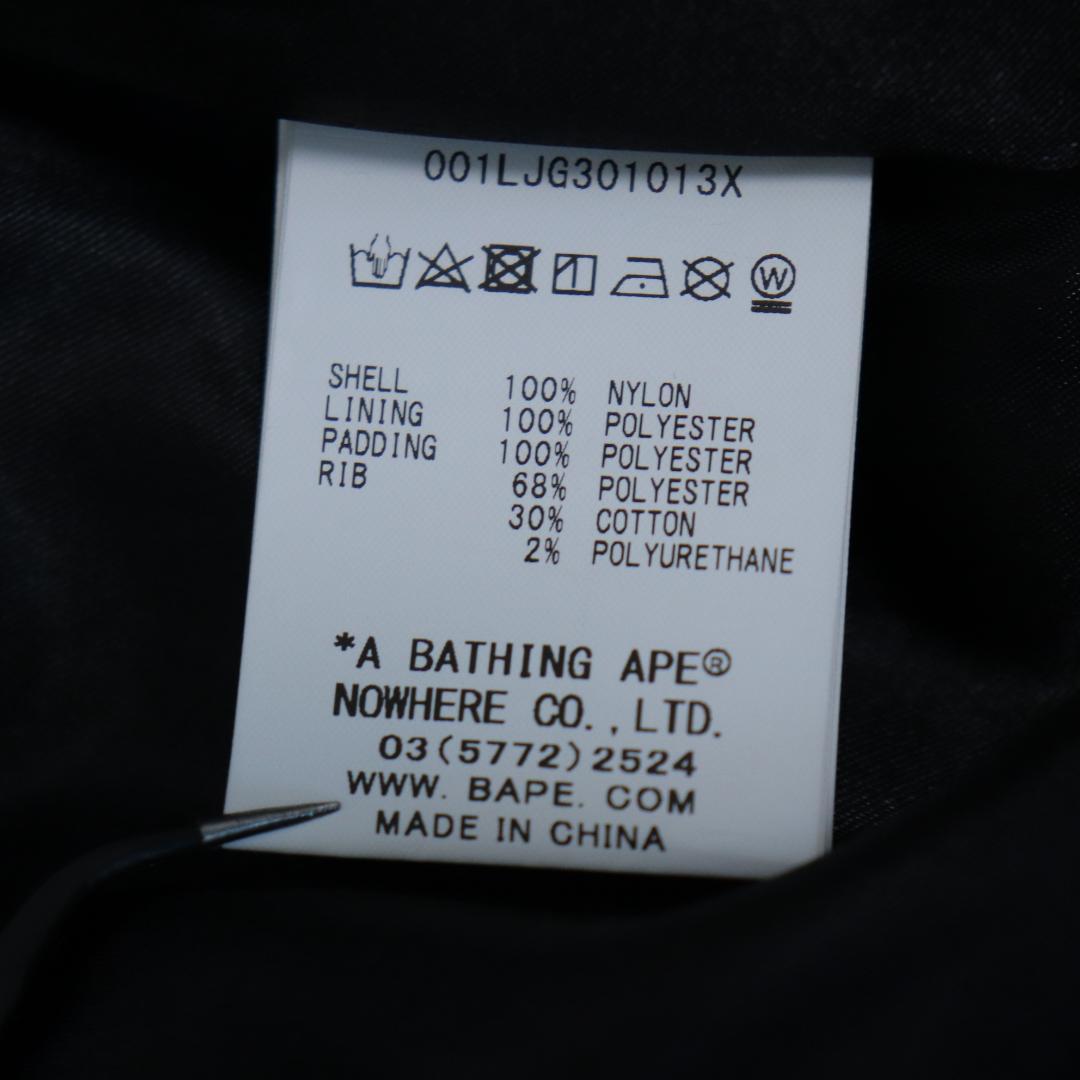 001LJG301013X
W
SHELL 100% NYLON
LINING 100% POLYESTER
PADDING 100% POLYESTER
RIB 68% POLYESTER
30% COTTON
2% POLYURETHANE
*A BATHING APE®
NOWHERE CO.,LTD.
03(5772)2524
WWW. BAPE. COM
MADE IN CHINA